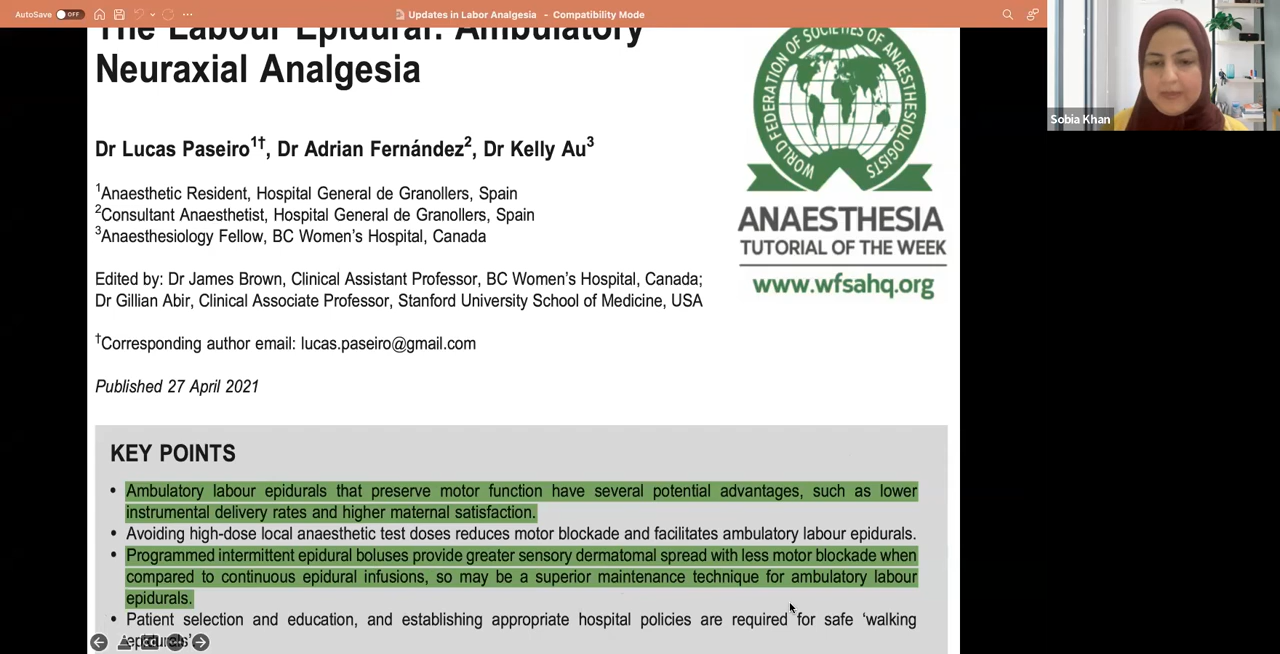 AutoSave OFF
Updates in Labor Analgesia - Compatibility Mode
The Labour Epidural: Ambulatory
Neuraxial Analgesia
Dr Lucas Paseiro1†, Dr Adrian Fernández2, Dr Kelly Au3
1Anaesthetic Resident, Hospital General de Granollers, Spain
2Consultant Anaesthetist, Hospital General de Granollers, Spain
3Anaesthesiology Fellow, BC Women's Hospital, Canada
Edited by: Dr James Brown, Clinical Assistant Professor, BC Women's Hospital, Canada;
Dr Gillian Abir, Clinical Associate Professor, Stanford University School of Medicine, USA
†Corresponding author email: lucas.paseiro@gmail.com
Published 27 April 2021
WORLD FEDERATION OF SOCIETIES OF ANAESTHESIOLOGISTS
ANAESTHESIA
TUTORIAL OF THE WEEK
www.wfsahq.org
Sobia Khan
KEY POINTS
• Ambulatory labour epidurals that preserve motor function have several potential advantages, such as lower
instrumental delivery rates and higher maternal satisfaction.
• Avoiding high-dose local anaesthetic test doses reduces motor blockade and facilitates ambulatory labour epidurals.
• Programmed intermittent epidural boluses provide greater sensory dermatomal spread with less motor blockade when
compared to continuous epidural infusions, so may be a superior maintenance technique for ambulatory labour
epidurals.
• Patient selection and education, and establishing appropriate hospital policies are required for safe 'walking
epidurals'